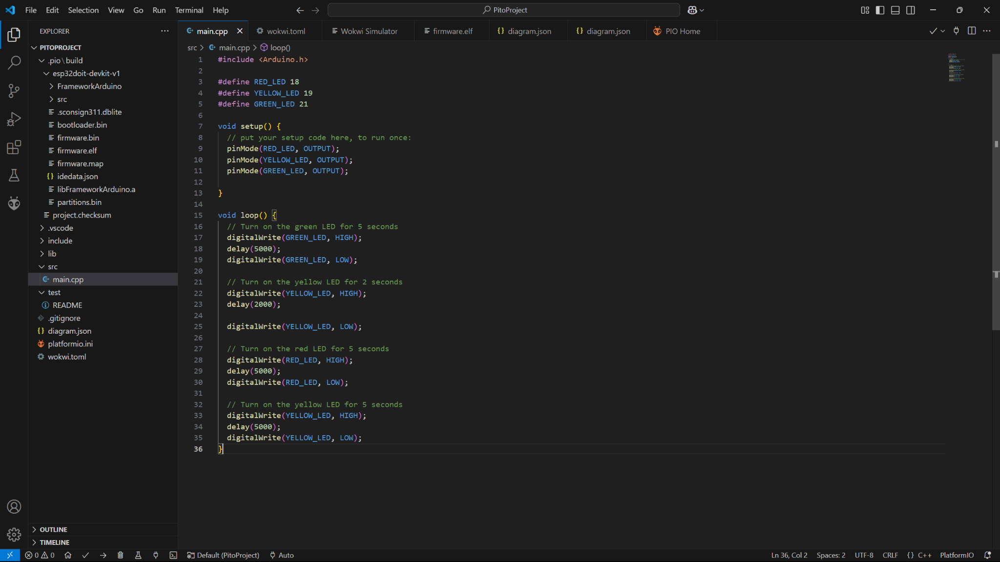 File Edit Selection View Go Run Terminal Help
PitoProject
EXPLORER
main.cpp
wokwi.toml
Wokwi Simulator
firmware.elf
diagram.json
diagram.json
PIO Home
PITOPROJECT
.pio\build
esp32doit-devkit-v1
FrameworkArduino
src
.sconsign311.dblite
bootloader.bin
firmware.bin
firmware.elf
firmware.map
{} idedata.json
libFrameworkArduino.a
partitions.bin
project.checksum
.vscode
include
lib
src
main.cpp
test
README
.gitignore
{} diagram.json
platformio.ini
wokwi.toml
OUTLINE
TIMELINE
src > main.cpp > loop()
1 #include <Arduino.h>
2
3 #define RED_LED 18
4 #define YELLOW_LED 19
5 #define GREEN_LED 21
6
7 void setup() {
8 // put your setup code here, to run once:
9 pinMode(RED_LED, OUTPUT);
10 pinMode(YELLOW_LED, OUTPUT);
11 pinMode(GREEN_LED, OUTPUT);
12
13 }
14
15 void loop() {
16 // Turn on the green LED for 5 seconds
17 digitalWrite(GREEN_LED, HIGH);
18 delay(5000);
19 digitalWrite(GREEN_LED, LOW);
20
21 // Turn on the yellow LED for 2 seconds
22 digitalWrite(YELLOW_LED, HIGH);
23 delay(2000);
24
25 digitalWrite(YELLOW_LED, LOW);
26
27 // Turn on the red LED for 5 seconds
28 digitalWrite(RED_LED, HIGH);
29 delay(5000);
30 digitalWrite(RED_LED, LOW);
31
32 // Turn on the yellow LED for 5 seconds
33 digitalWrite(YELLOW_LED, HIGH);
34 delay(5000);
35 digitalWrite(YELLOW_LED, LOW);
36 }
0 0 Default (PitoProject) Auto Ln 36, Col 2 Spaces: 2 UTF-8 CRLF {} C++ PlatformIO